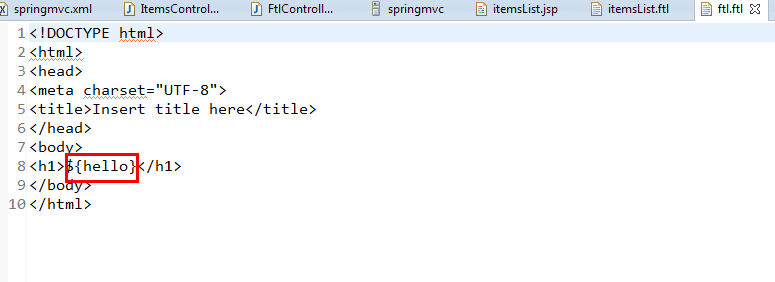 springmvc.xml ItemsControl... FtlControll... springmvc itemsList.jsp itemsList.ftl ftl.ftl
1 <!DOCTYPE html>
2 <html>
3 <head>
4 <meta charset="UTF-8">
5 <title>Insert title here</title>
6 </head>
7 <body>
8 <h1>${hello}</h1>
9 </body>
10 </html>